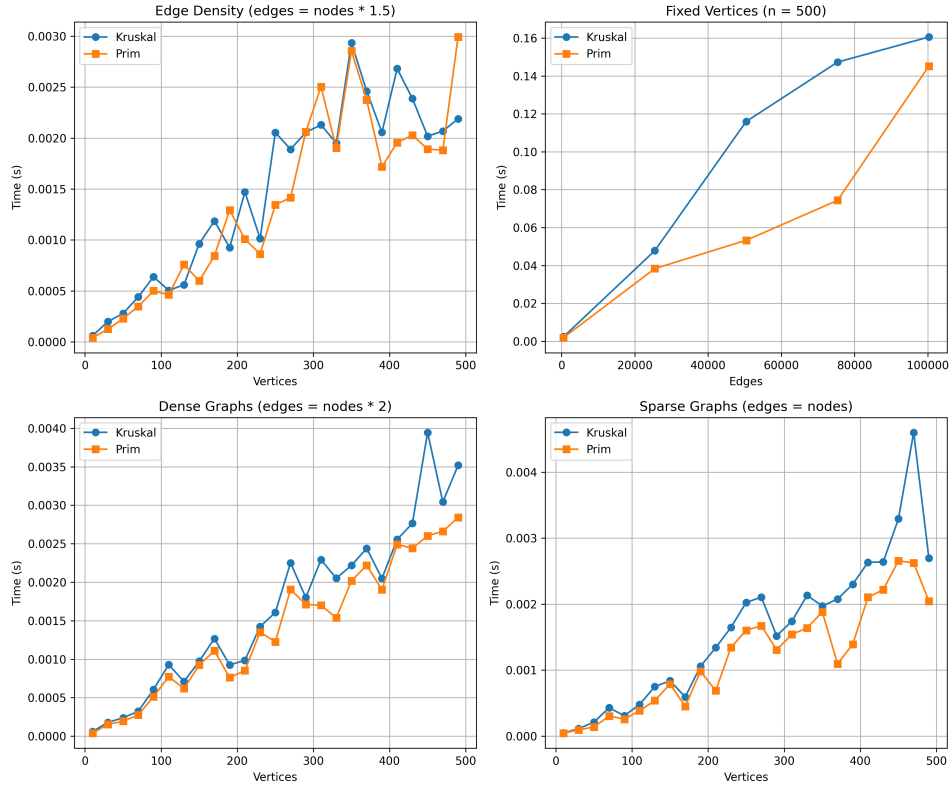 Edge Density (edges = nodes * 1.5)
Kruskal
Prim
0.0030
0.0025
0.0020
0.0015
0.0010
0.0005
0.0000
Time (s)
0 100 200 300 400 500
Vertices
Fixed Vertices (n = 500)
Kruskal
Prim
0.16
0.14
0.12
0.10
0.08
0.06
0.04
0.02
0.00
Time (s)
0 20000 40000 60000 80000 100000
Edges
Dense Graphs (edges = nodes * 2)
Kruskal
Prim
0.0040
0.0035
0.0030
0.0025
0.0020
0.0015
0.0010
0.0005
0.0000
Time (s)
0 100 200 300 400 500
Vertices
Sparse Graphs (edges = nodes)
Kruskal
Prim
0.004
0.003
0.002
0.001
0.000
Time (s)
0 100 200 300 400 500
Vertices